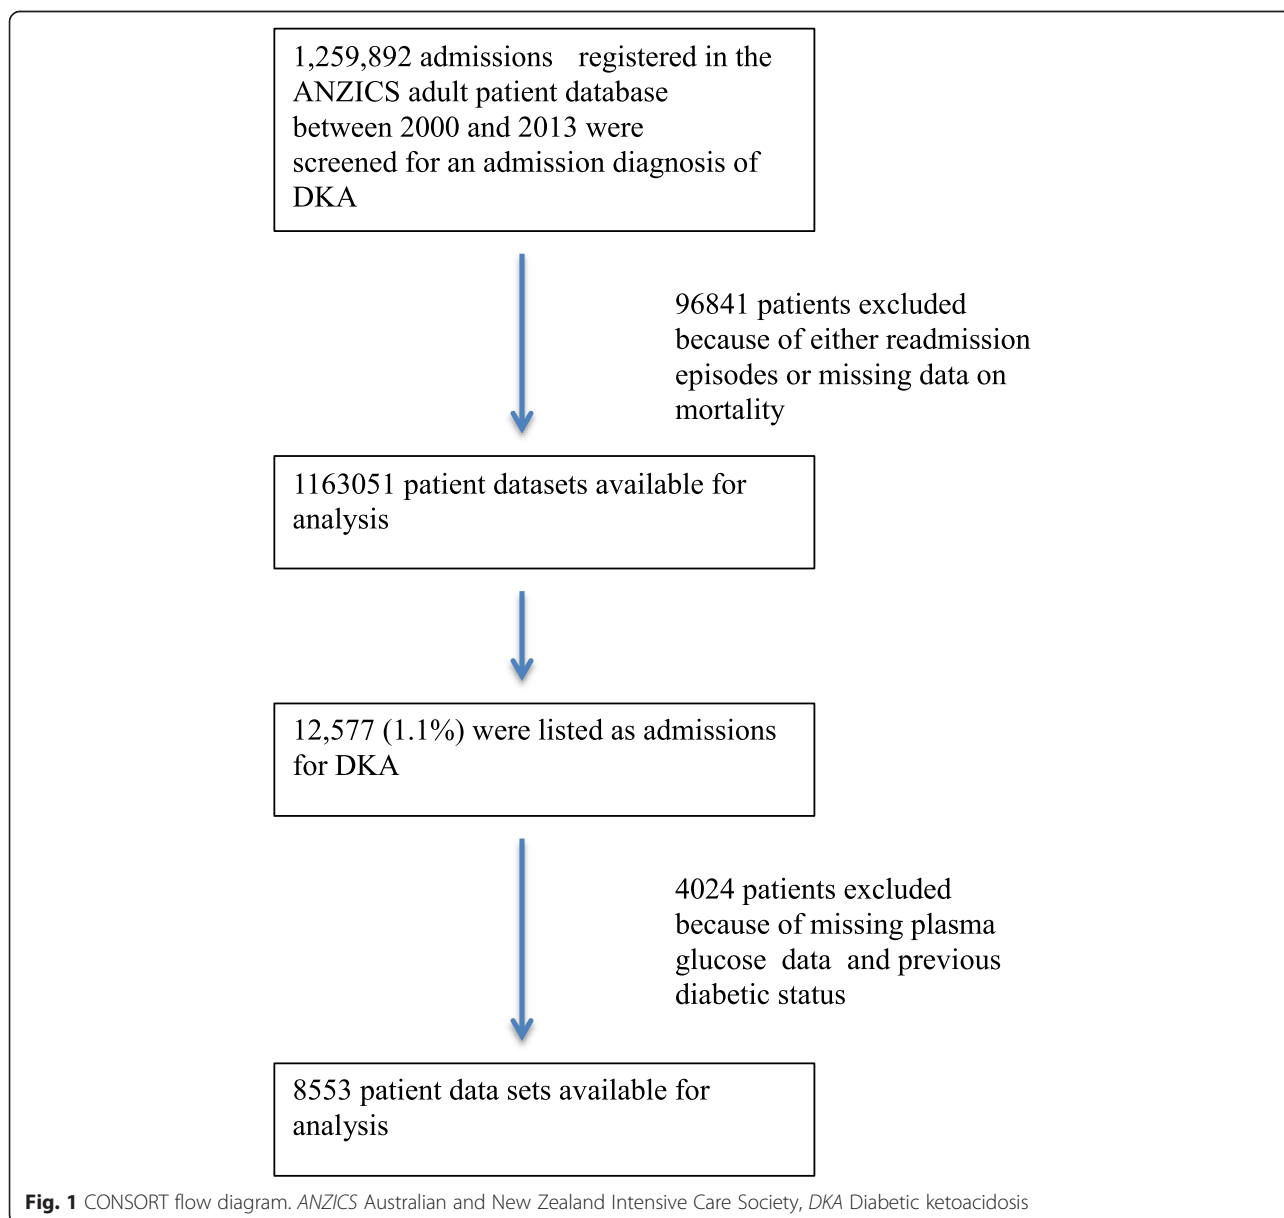 1,259,892 admissions registered in the
ANZICS adult patient database
between 2000 and 2013 were
screened for an admission diagnosis of
DKA
96841 patients excluded
because of either readmission
episodes or missing data on
mortality
1163051 patient datasets available for
analysis
12,577 (1.1%) were listed as admissions
for DKA
4024 patients excluded
because of missing plasma
glucose data and previous
diabetic status
8553 patient data sets available for
analysis
Fig. 1 CONSORT flow diagram. ANZICS Australian and New Zealand Intensive Care Society, DKA Diabetic ketoacidosis